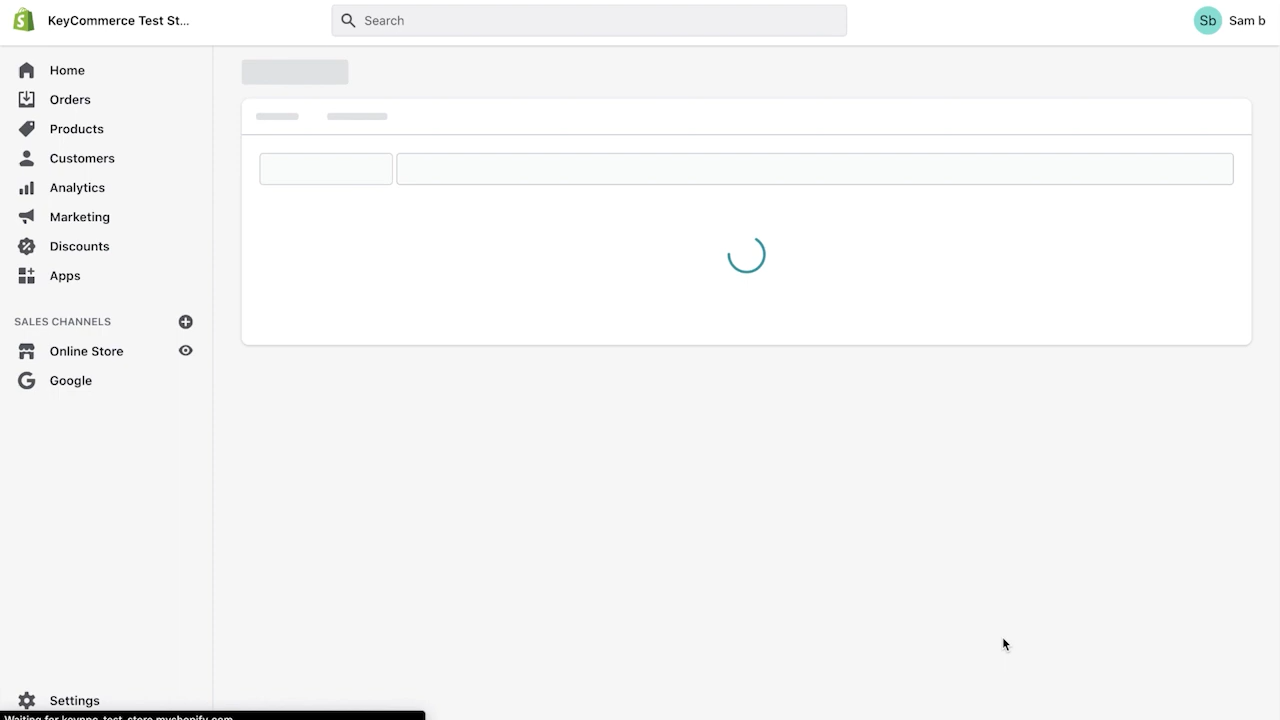 KeyCommerce Test St...
Search
Sb
Sam b
Home
Orders
Products
Customers
Analytics
Marketing
Discounts
Apps
SALES CHANNELS
Online Store
Google
Settings